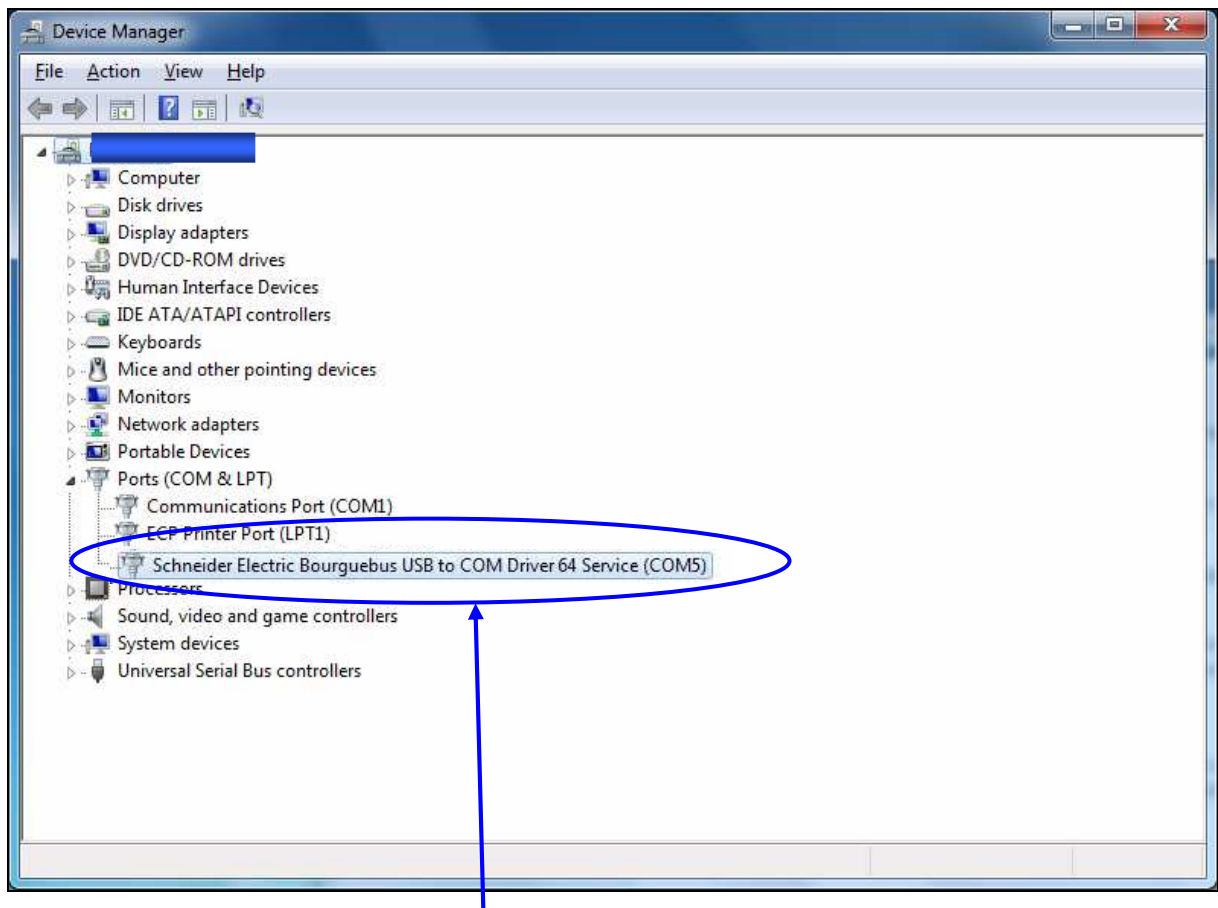 Device Manager
File Action View Help
Computer
Disk drives
Display adapters
DVD/CD-ROM drives
Human Interface Devices
IDE ATA/ATAPI controllers
Keyboards
Mice and other pointing devices
Monitors
Network adapters
Portable Devices
Ports (COM & LPT)
Communications Port (COM1)
ECP Printer Port (LPT1)
Schneider Electric Bourguebus USB to COM Driver 64 Service (COM5)
Processors
Sound, video and game controllers
System devices
Universal Serial Bus controllers